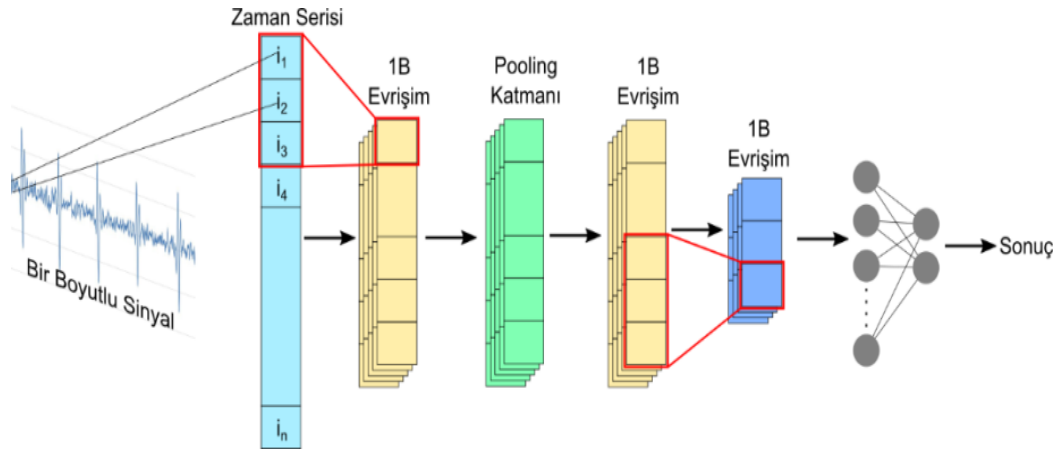 Zaman Serisi
i1
i2
i3
i4
in
Bir Boyutlu Sinyal
1B
Evrişim
Pooling
Katmanı
1B
Evrişim
1B
Evrişim
Sonuç